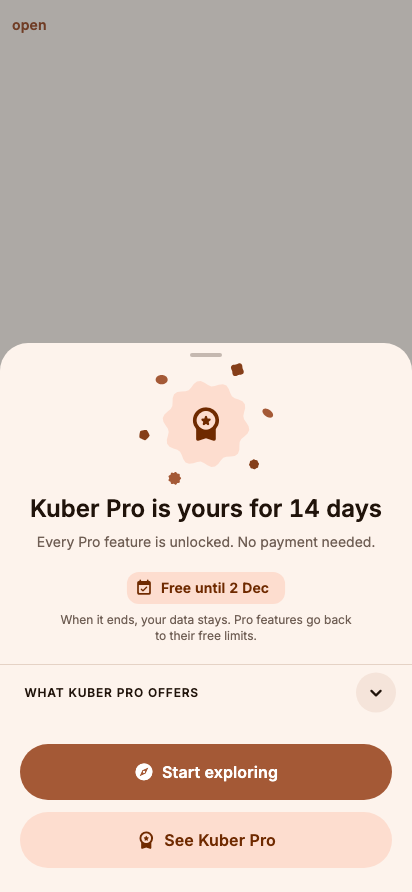 open
Kuber Pro is yours for 14 days
Every Pro feature is unlocked. No payment needed.
Free until 2 Dec
When it ends, your data stays. Pro features go back
to their free limits.
WHAT KUBER PRO OFFERS
Start exploring
See Kuber Pro